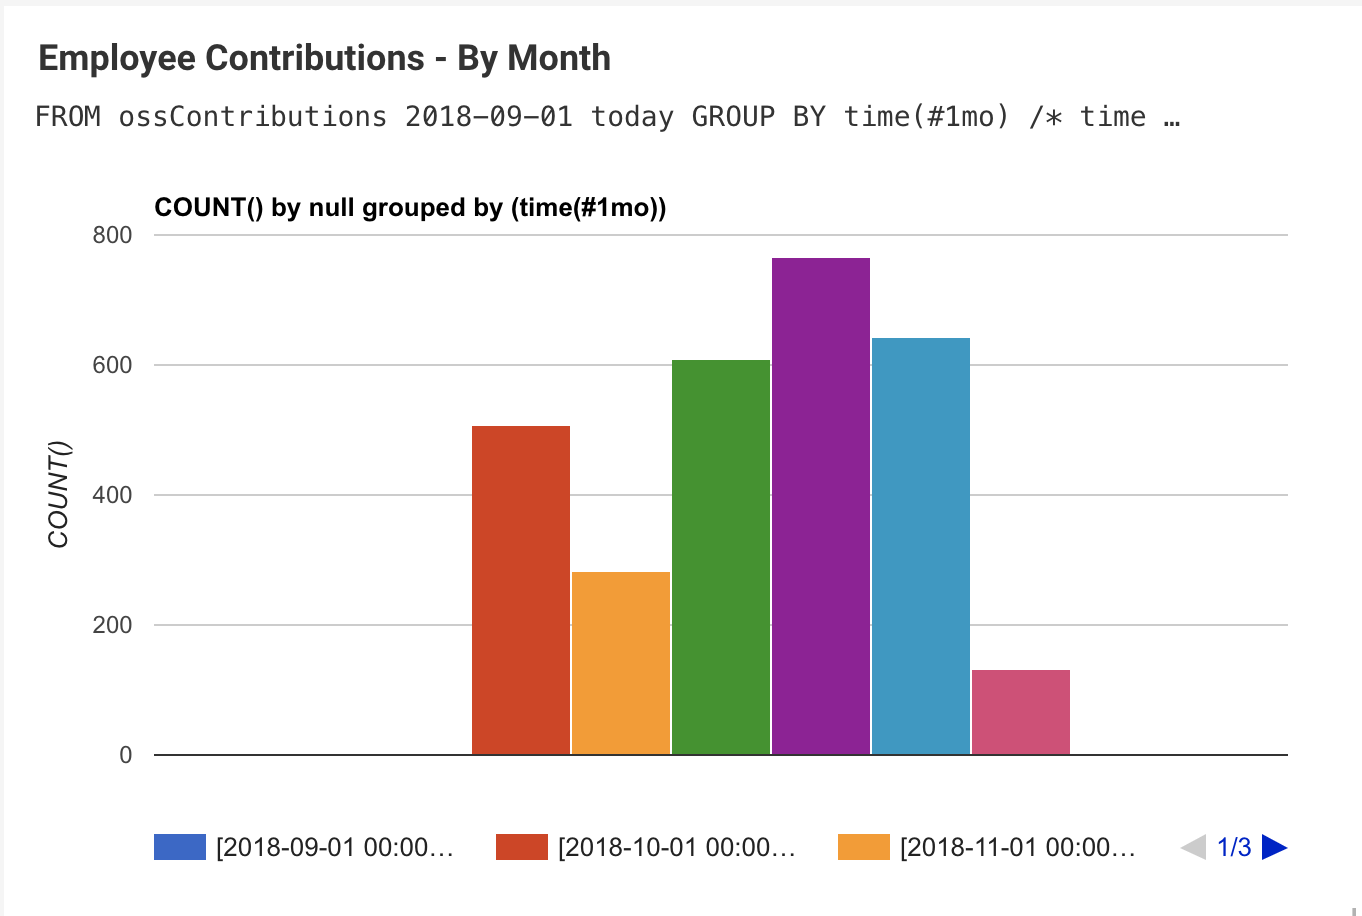 Employee Contributions - By Month
FROM ossContributions 2018-09-01 today GROUP BY time(#1mo) /* time …
COUNT() by null grouped by (time(#1mo))
800
600
400
200
0
COUNT()
[2018-09-01 00:00…
[2018-10-01 00:00…
[2018-11-01 00:00…
1/3